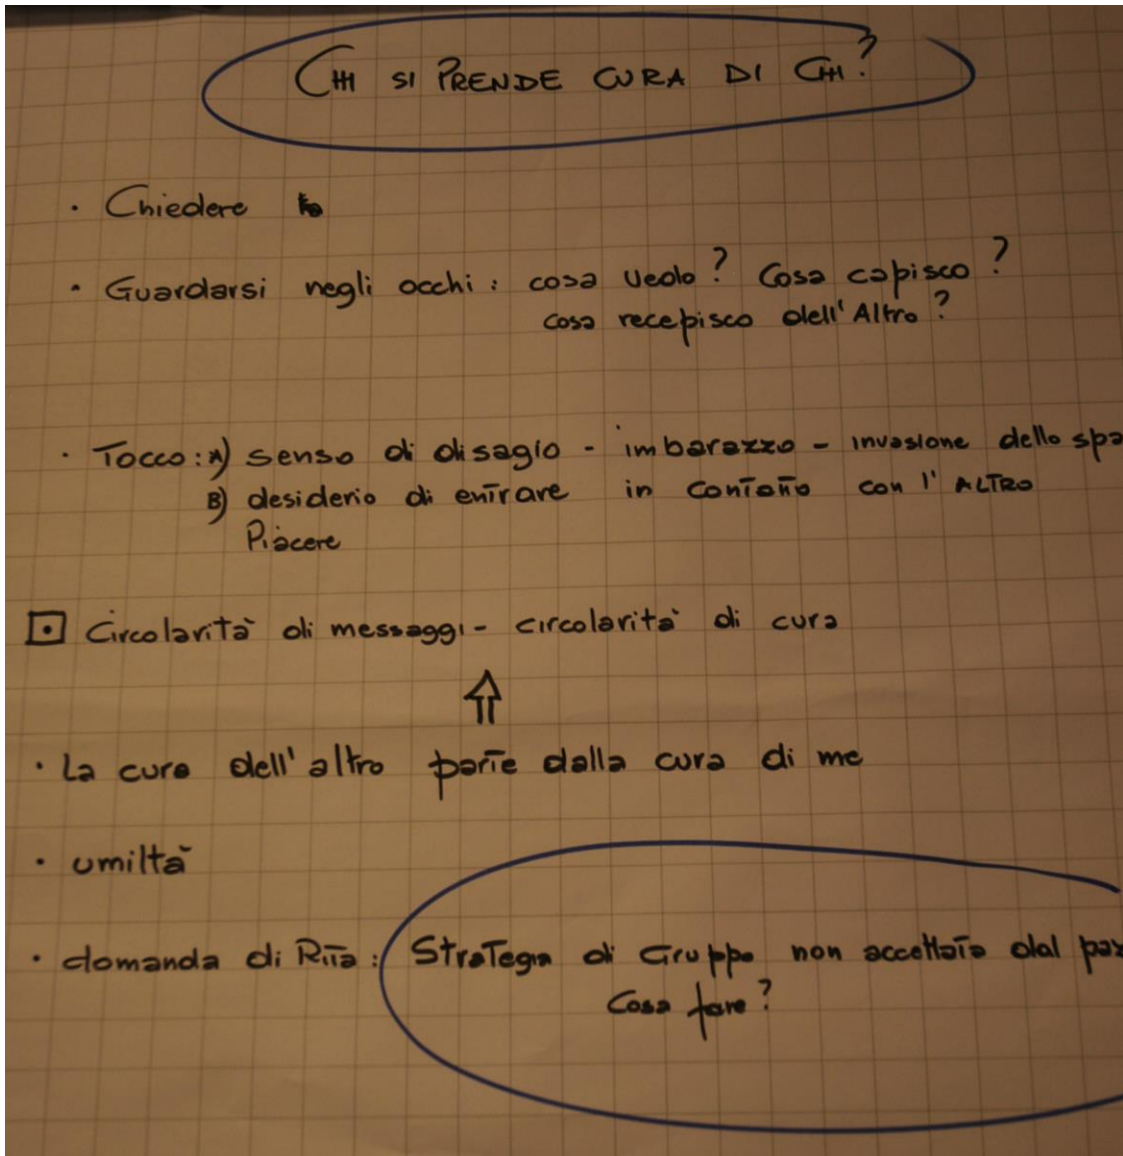 CHI SI PRENDE CURA DI CHI?
· Chiedere
· Guardarsi negli occhi: cosa vedo? Cosa capisco?
cosa recepisco dell'Altro?
· Tocco: A) senso di disagio - imbarazzo - invasione dello spa
B) desiderio di entrare in contatto con l'ALTRO
Piacere
Circolarità di messaggi - circolarità di cura
⇑
· La cura dell'altro parte dalla cura di me
· umiltà
· domanda di Rita: Strategia di Gruppo non accettata dal paz
Cosa fare?